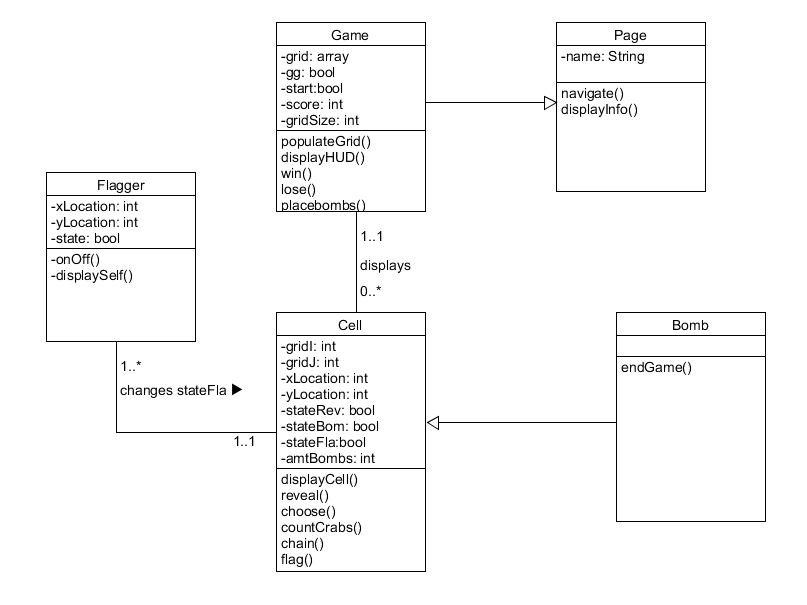 Game
-grid: array
-gg: bool
-start:bool
-score: int
-gridSize: int
populateGrid()
displayHUD()
win()
lose()
placebombs()
Page
-name: String
navigate()
displayInfo()
Flagger
-xLocation: int
-yLocation: int
-state: bool
-onOff()
-displaySelf()
1..1
displays
0..*
Cell
-gridI: int
-gridJ: int
-xLocation: int
-yLocation: int
-stateRev: bool
-stateBom: bool
-stateFla:bool
-amtBombs: int
displayCell()
reveal()
choose()
countCrabs()
chain()
flag()
Bomb
endGame()
1..*
changes stateFla ▶
1..1